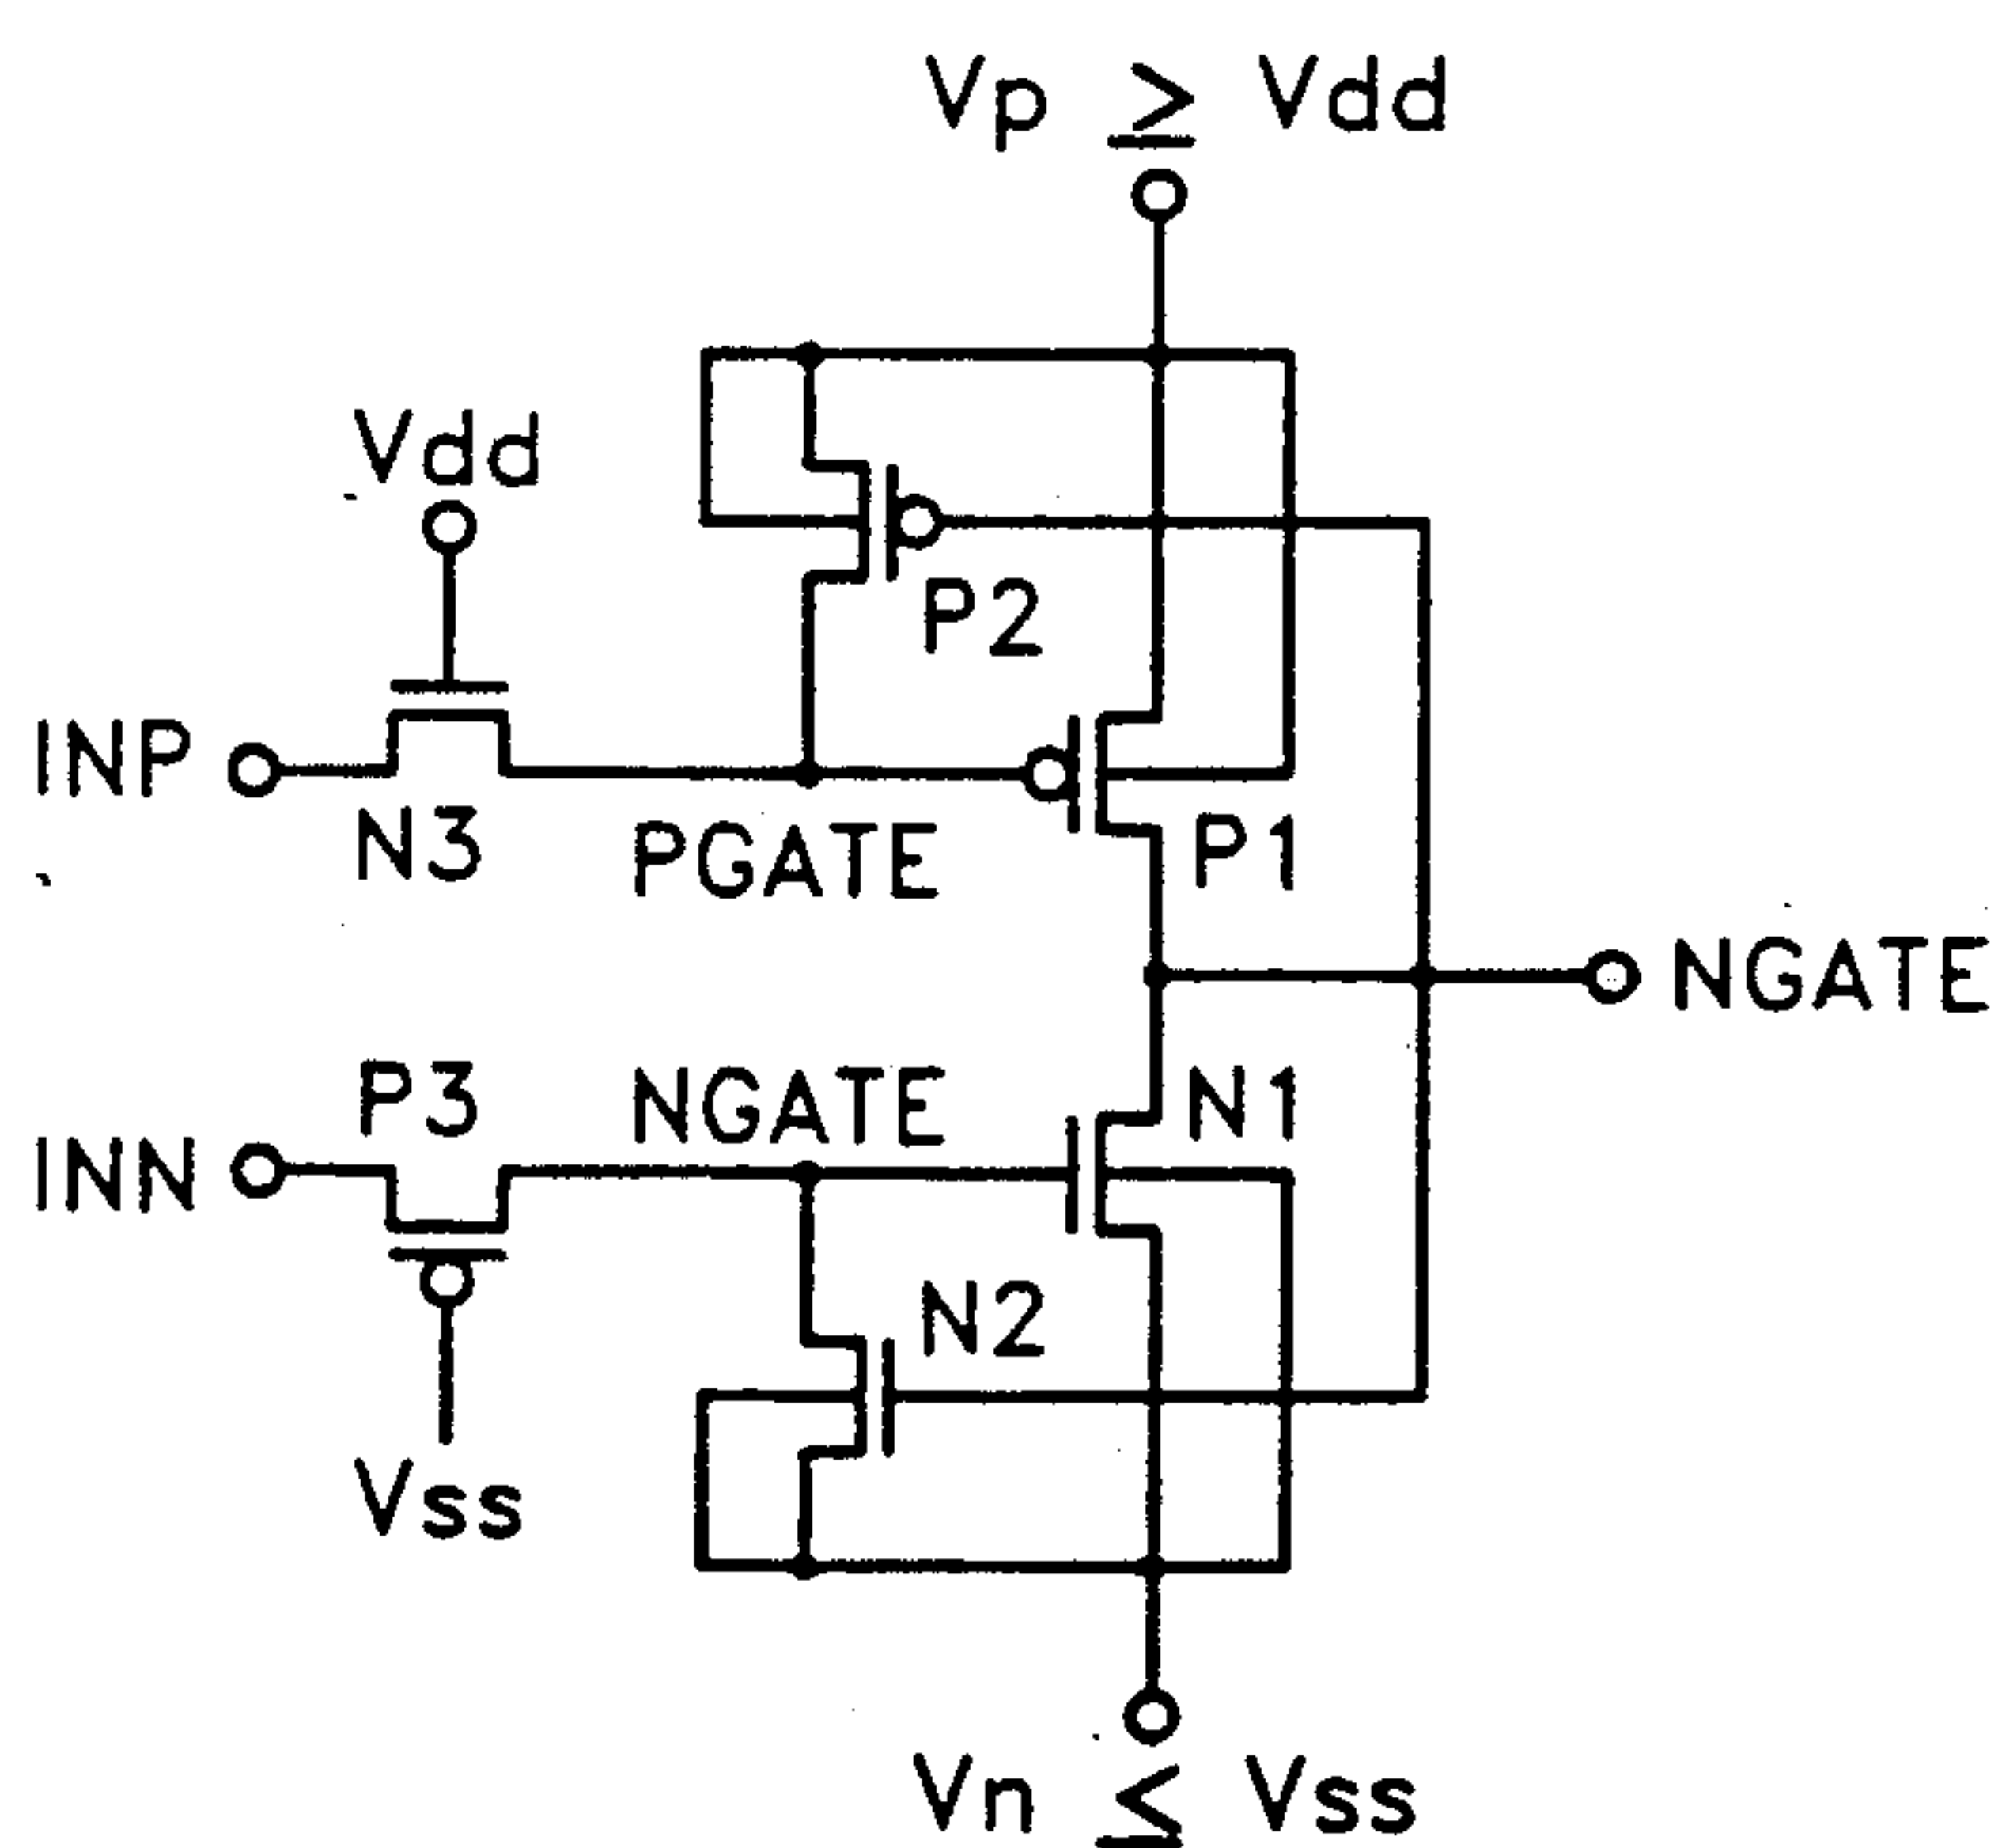 Vp ≥ Vdd
Vdd
P2
INP
N3
PGATE
P1
NGATE
P3
NGATE
N1
INN
N2
Vss
Vn ≤ Vss